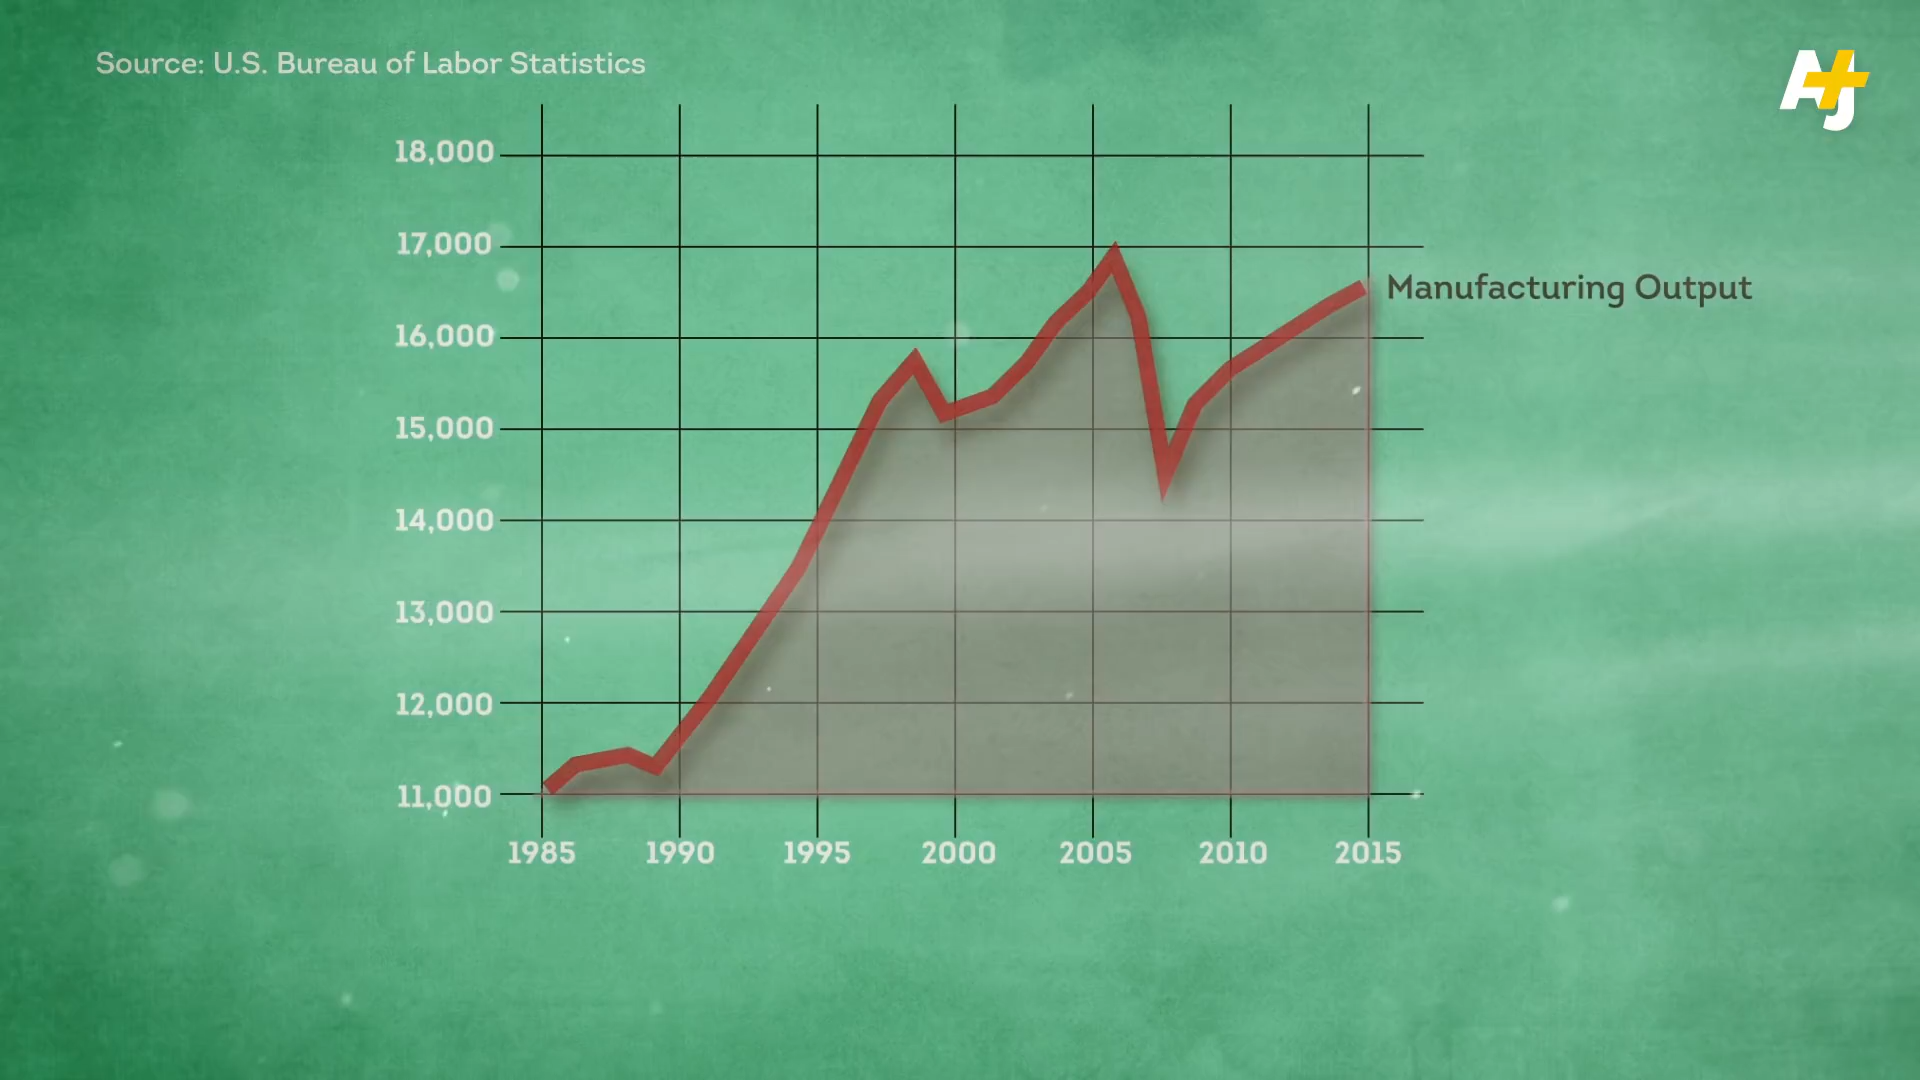 Source: U.S. Bureau of Labor Statistics
AJ+
18,000
17,000
16,000
15,000
14,000
13,000
12,000
11,000
Manufacturing Output
1985 1990 1995 2000 2005 2010 2015